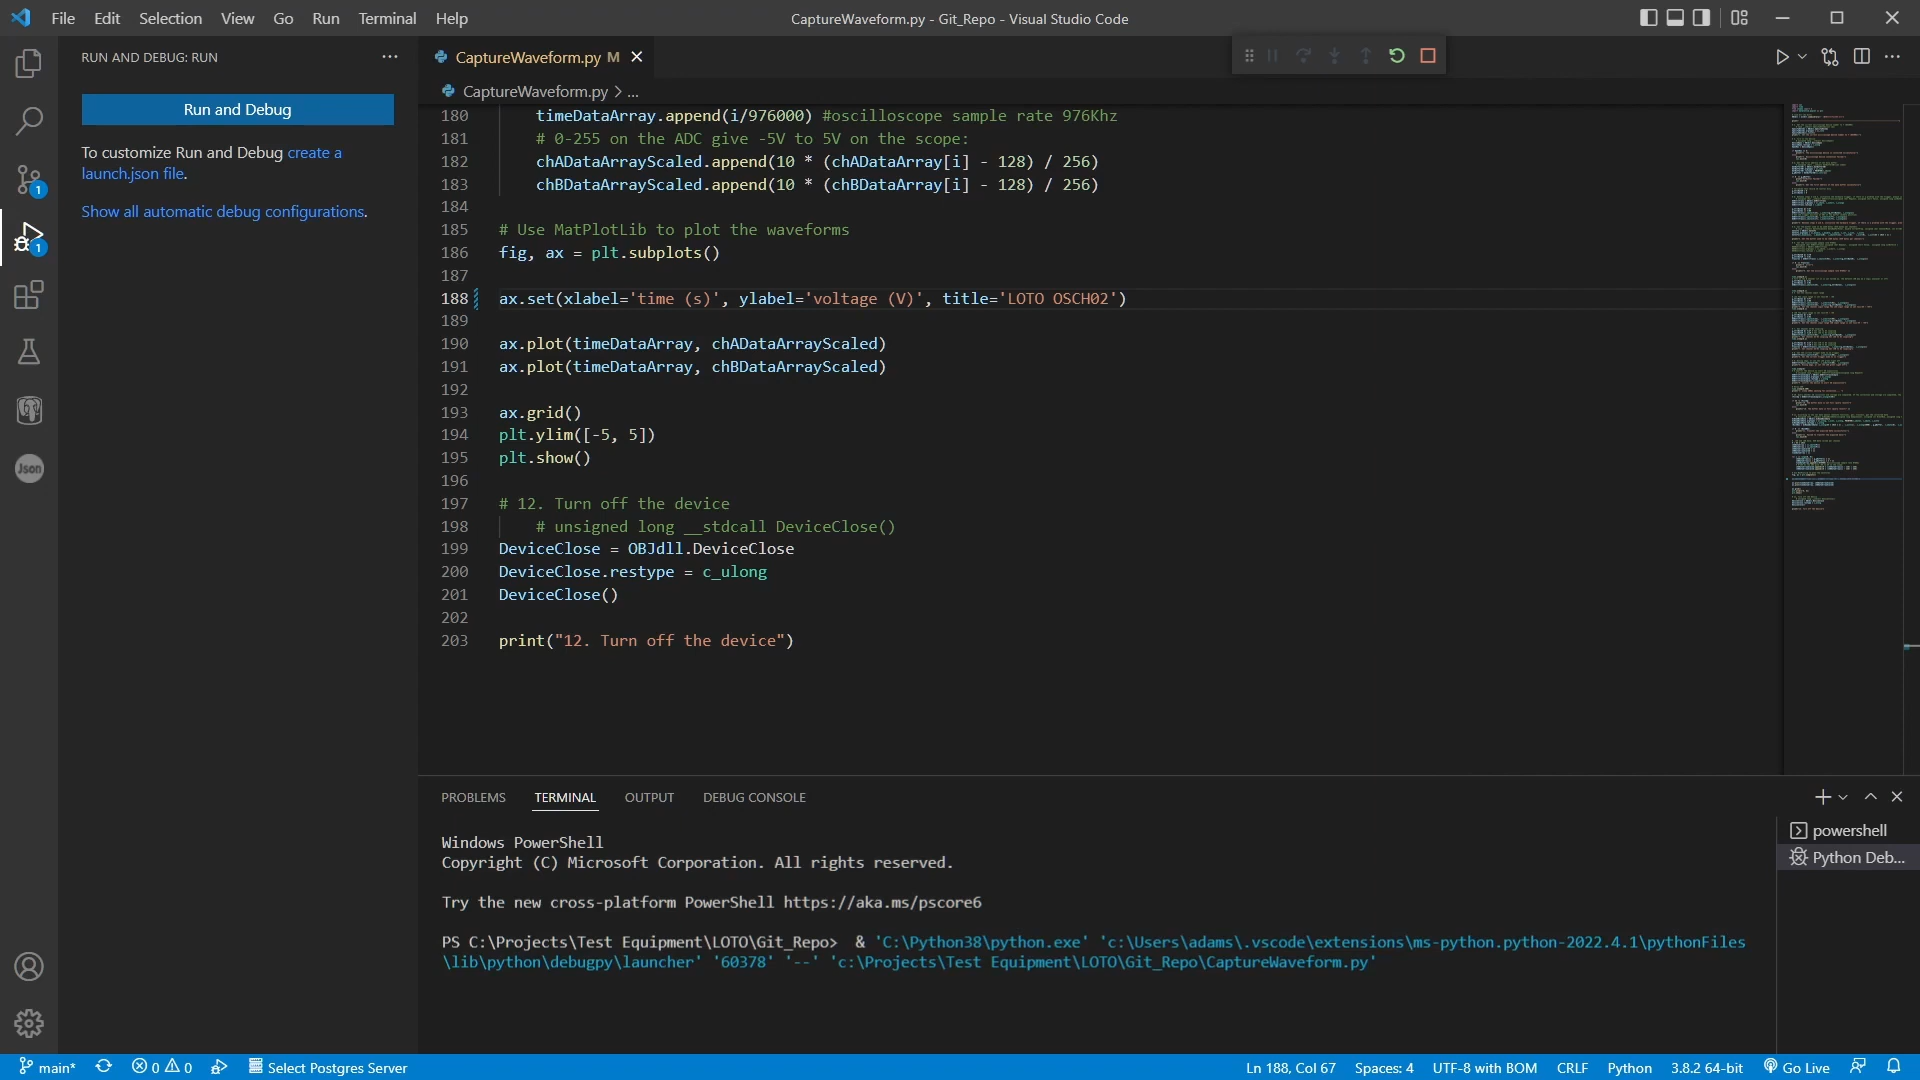 File Edit Selection View Go Run Terminal Help
CaptureWaveform.py - Git_Repo - Visual Studio Code
RUN AND DEBUG: RUN
CaptureWaveform.py M
Run and Debug
To customize Run and Debug create a
launch.json file.
Show all automatic debug configurations.
1
1
Json
CaptureWaveform.py > ...
180 timeDataArray.append(i/976000) #oscilloscope sample rate 976Khz
181 # 0-255 on the ADC give -5V to 5V on the scope:
182 chADataArrayScaled.append(10 * (chADataArray[i] - 128) / 256)
183 chBDataArrayScaled.append(10 * (chBDataArray[i] - 128) / 256)
184
185 # Use MatPlotLib to plot the waveforms
186 fig, ax = plt.subplots()
187
188 ax.set(xlabel='time (s)', ylabel='voltage (V)', title='LOTO OSCH02')
189
190 ax.plot(timeDataArray, chADataArrayScaled)
191 ax.plot(timeDataArray, chBDataArrayScaled)
192
193 ax.grid()
194 plt.ylim([-5, 5])
195 plt.show()
196
197 # 12. Turn off the device
198 # unsigned long __stdcall DeviceClose()
199 DeviceClose = OBJdll.DeviceClose
200 DeviceClose.restype = c_ulong
201 DeviceClose()
202
203 print("12. Turn off the device")
PROBLEMS TERMINAL OUTPUT DEBUG CONSOLE
powershell
Python Deb...
Windows PowerShell
Copyright (C) Microsoft Corporation. All rights reserved.
Try the new cross-platform PowerShell https://aka.ms/pscore6
PS C:\Projects\Test Equipment\LOTO\Git_Repo> & 'C:\Python38\python.exe' 'c:\Users\adams\.vscode\extensions\ms-python.python-2022.4.1\pythonFiles
\lib\python\debugpy\launcher' '60378' '--' 'c:\Projects\Test Equipment\LOTO\Git_Repo\CaptureWaveform.py'
main* 0 0 Select Postgres Server Ln 188, Col 67 Spaces: 4 UTF-8 with BOM CRLF Python 3.8.2 64-bit Go Live